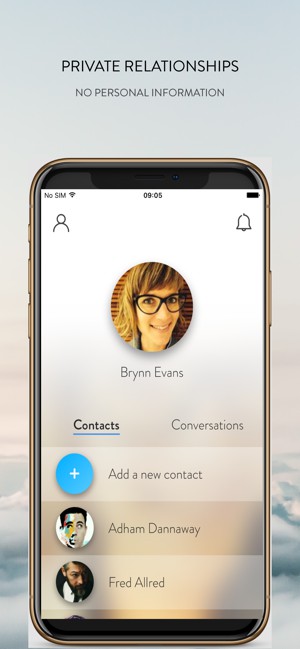 PRIVATE RELATIONSHIPS
NO PERSONAL INFORMATION
No SIM 09:05
Brynn Evans
Contacts Conversations
+ Add a new contact
Adham Dannaway
Fred Allred